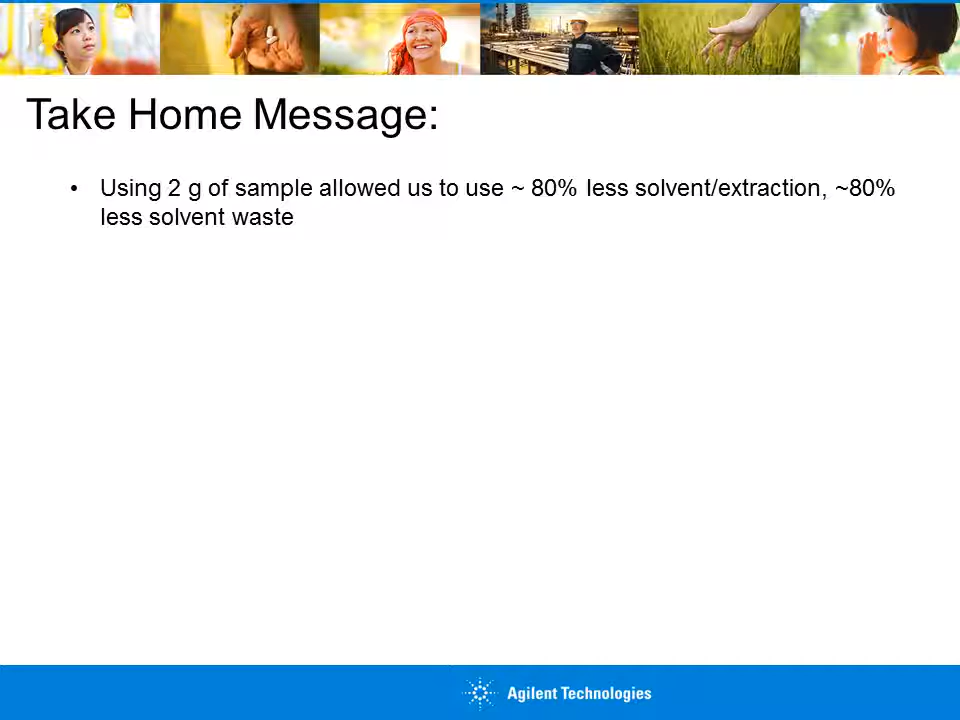 Take Home Message:
• Using 2 g of sample allowed us to use ~ 80% less solvent/extraction, ~80%
less solvent waste
Agilent Technologies